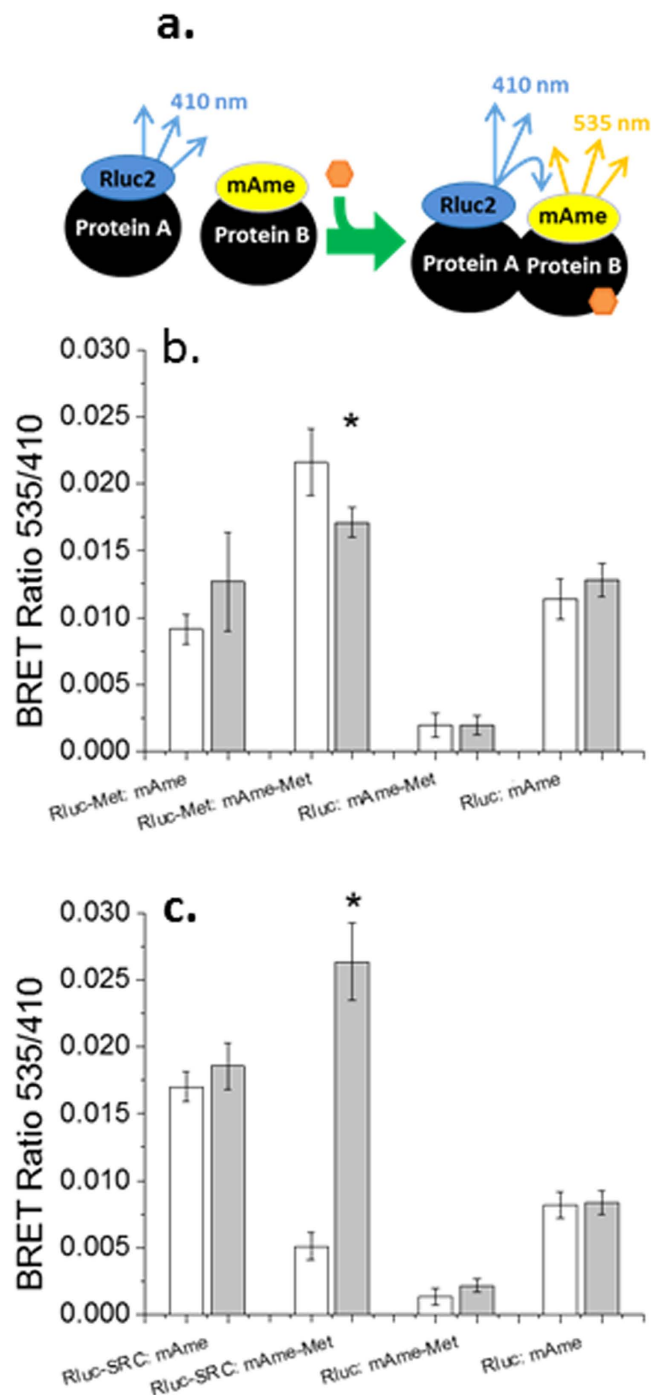 a.
410 nm
410 nm
535 nm
Rluc2
mAme
Rluc2
mAme
Protein A
Protein B
Protein A
Protein B
b.
BRET Ratio 535/410
0.030
0.025
*
0.020
0.015
0.010
0.005
0.000
Rluc-Met: mAme
Rluc-Met: mAme-Met
Rluc: mAme-Met
Rluc: mAme
c.
BRET Ratio 535/410
0.030
*
0.025
0.020
0.015
0.010
0.005
0.000
Rluc-SRC: mAme
Rluc-SRC: mAme-Met
Rluc: mAme-Met
Rluc: mAme